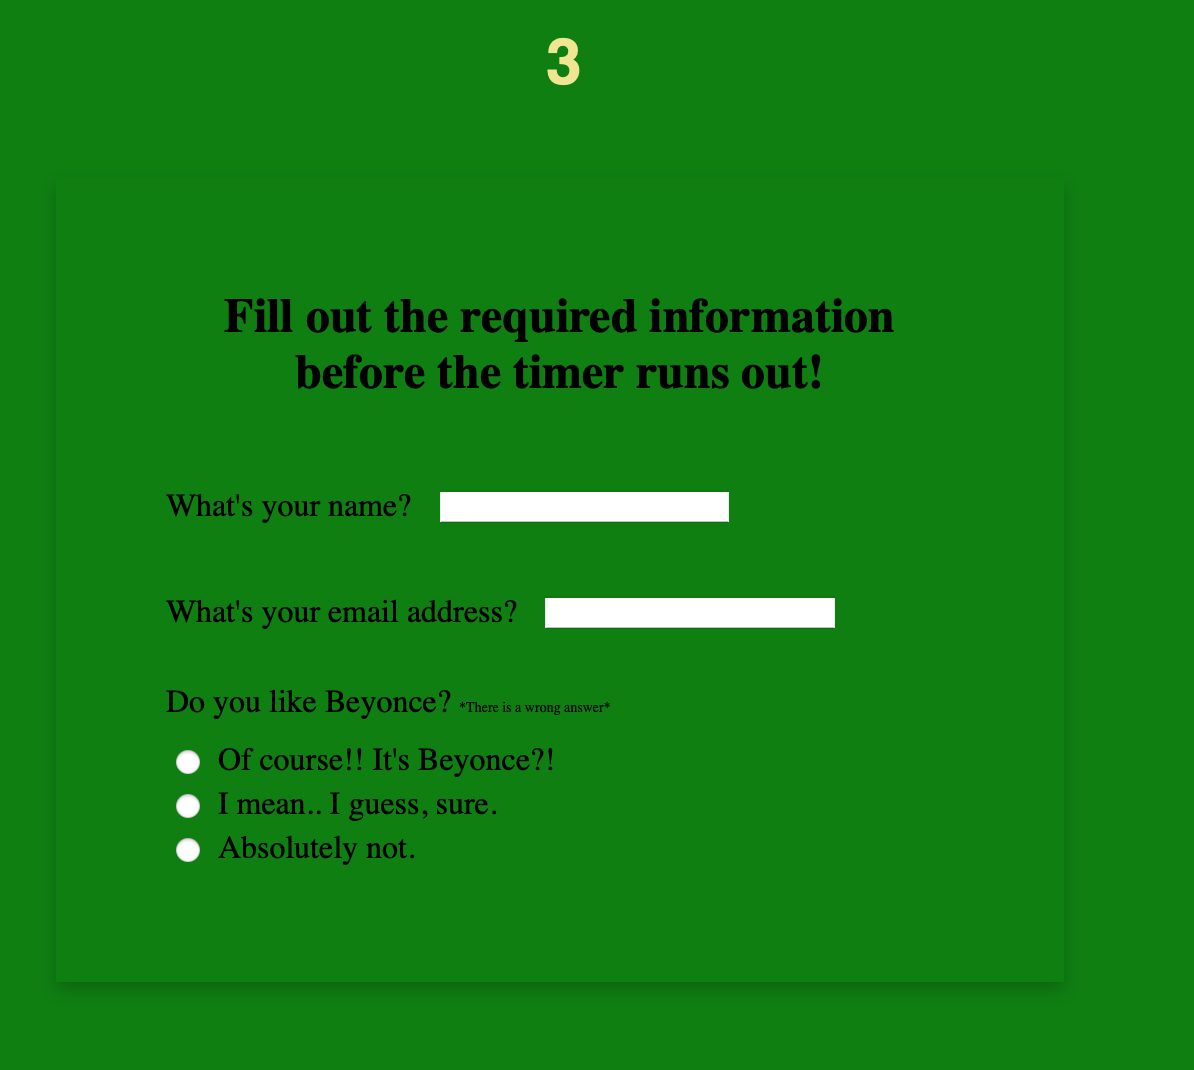 3
Fill out the required information
before the timer runs out!
What's your name?
What's your email address?
Do you like Beyonce? *There is a wrong answer*
Of course!! It's Beyonce?!
I mean.. I guess, sure.
Absolutely not.